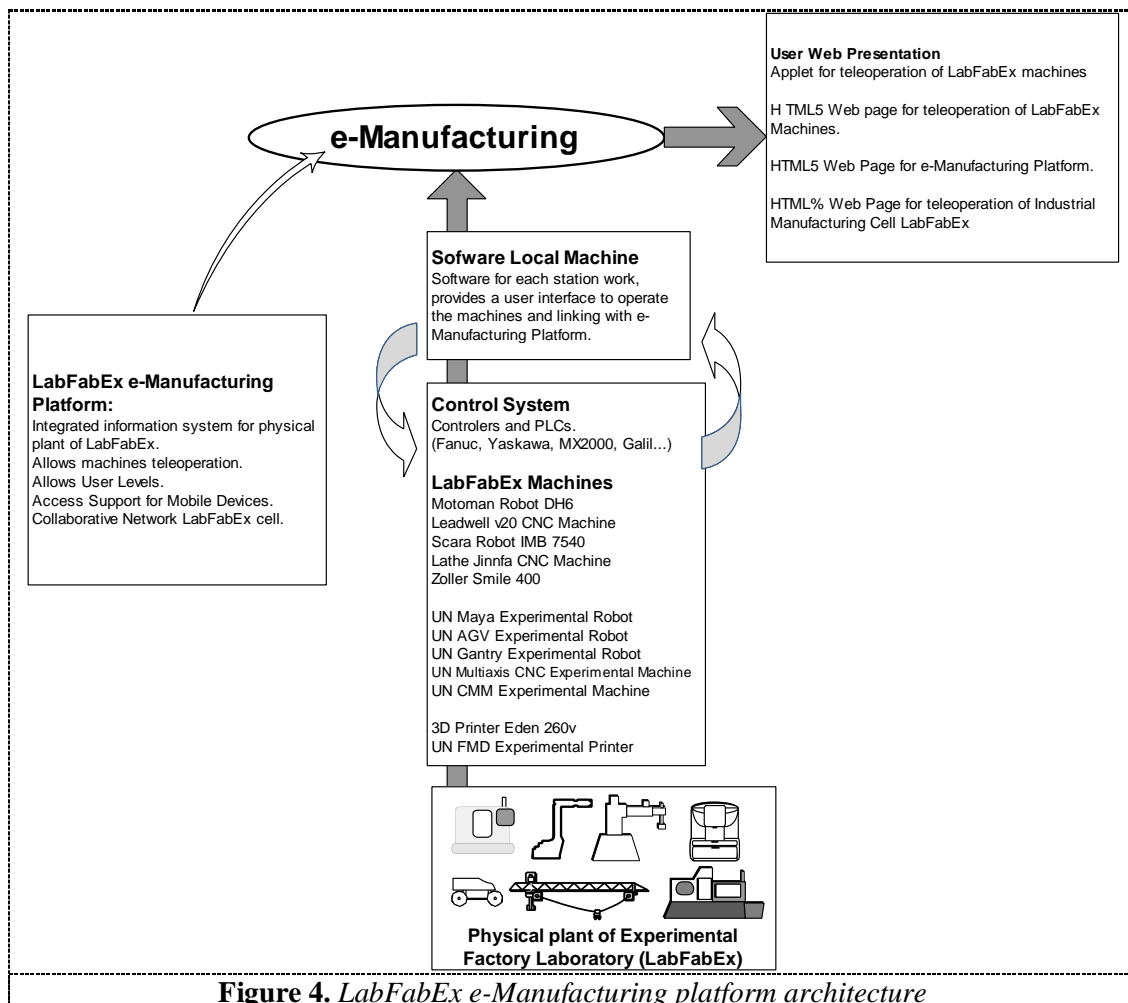 User Web Presentation
Applet for teleoperation of LabFabEx machines
H TML5 Web page for teleoperation of LabFabEx
Machines.
HTML5 Web Page for e-Manufacturing Platform.
HTML% Web Page for teleoperation of Industrial
Manufacturing Cell LabFabEx
e-Manufacturing
Sofware Local Machine
Software for each station work,
provides a user interface to operate
the machines and linking with e-
Manufacturing Platform.
LabFabEx e-Manufacturing
Platform:
Integrated information system for physical
plant of LabFabEx.
Allows machines teleoperation.
Allows User Levels.
Access Support for Mobile Devices.
Collaborative Network LabFabEx cell.
Control System
Controlers and PLCs.
(Fanuc, Yaskawa, MX2000, Galil...)
LabFabEx Machines
Motoman Robot DH6
Leadwell v20 CNC Machine
Scara Robot IMB 7540
Lathe Jinnfa CNC Machine
Zoller Smile 400
UN Maya Experimental Robot
UN AGV Experimental Robot
UN Gantry Experimental Robot
UN Multiaxis CNC Experimental Machine
UN CMM Experimental Machine
3D Printer Eden 260v
UN FMD Experimental Printer
Physical plant of Experimental
Factory Laboratory (LabFabEx)
Figure 4. LabFabEx e-Manufacturing platform architecture